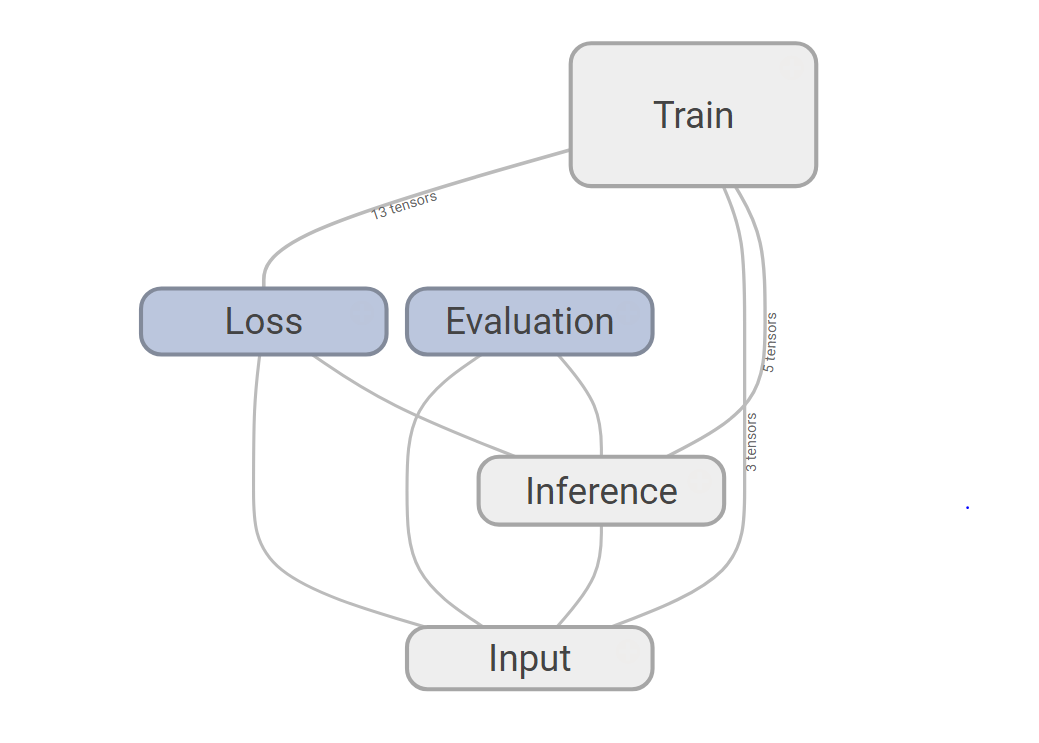 Train
13 tensors
Loss
Evaluation
5 tensors
3 tensors
Inference
Input